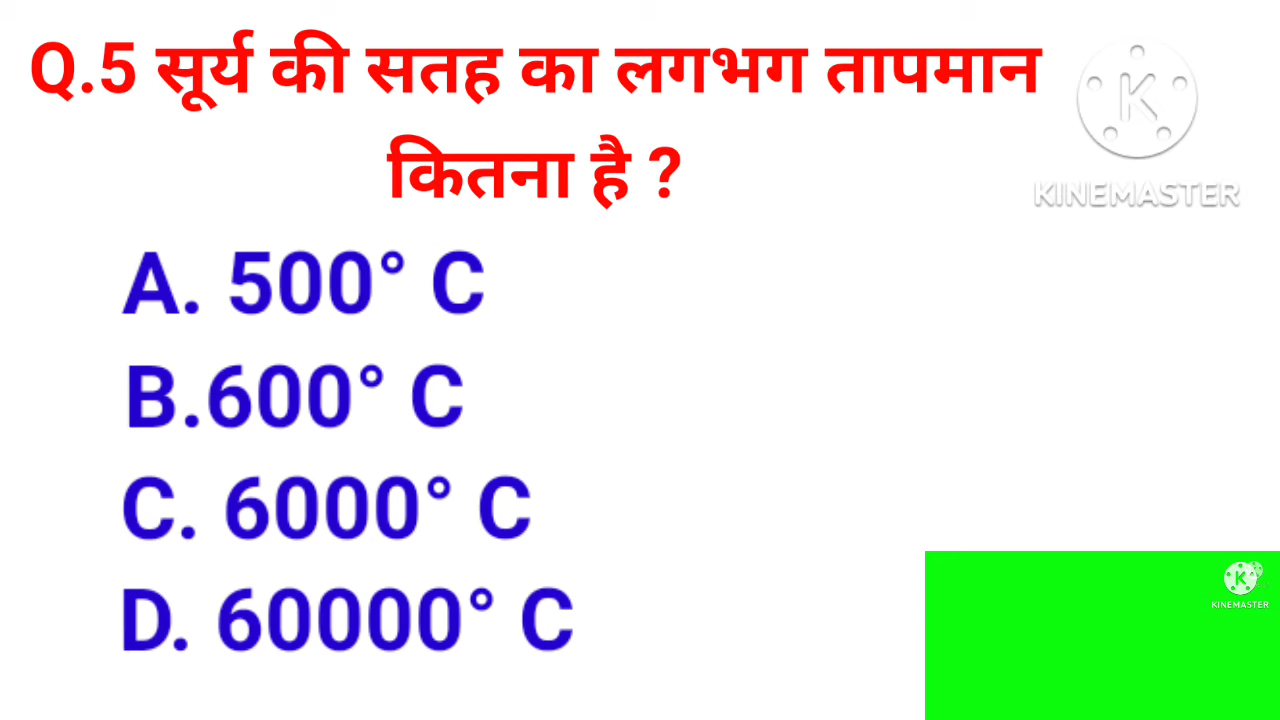 Q.5 सूर्य की सतह का लगभग तापमान
कितना है ?
K
KINEMASTER
A. 500° C
B.600° C
C. 6000° C
D. 60000° C
K
KINEMASTER